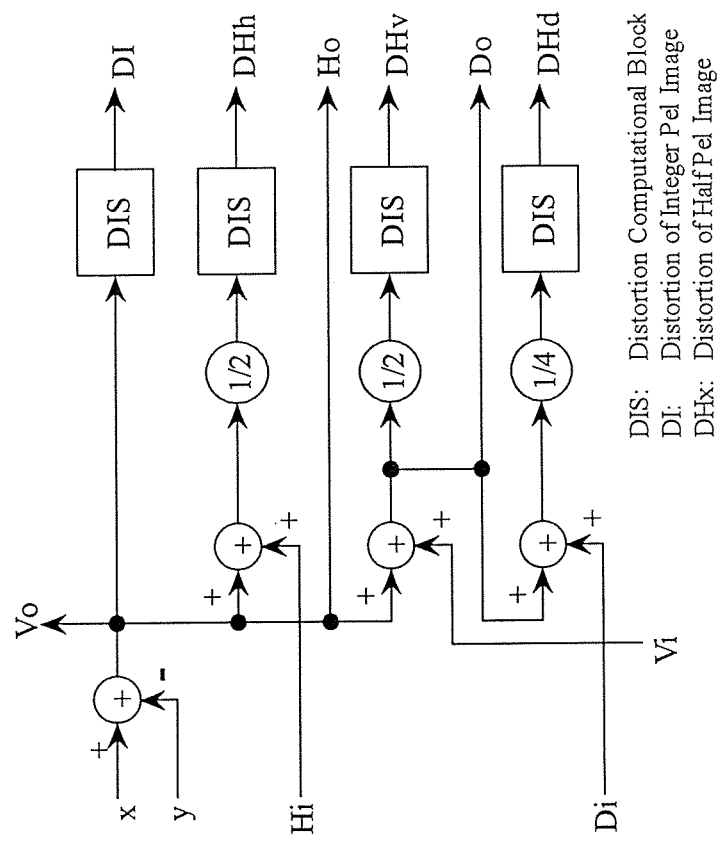 Vo
x
+
y
-
+
DIS
DI
Hi
+
+
+
1/2
DIS
DHh
Ho
Vi
+
+
+
1/2
DIS
DHv
Do
Di
+
+
+
1/4
DIS
DHd
DIS: Distortion Computational Block
DI: Distortion of Integer Pel Image
DHx: Distortion of Half Pel Image